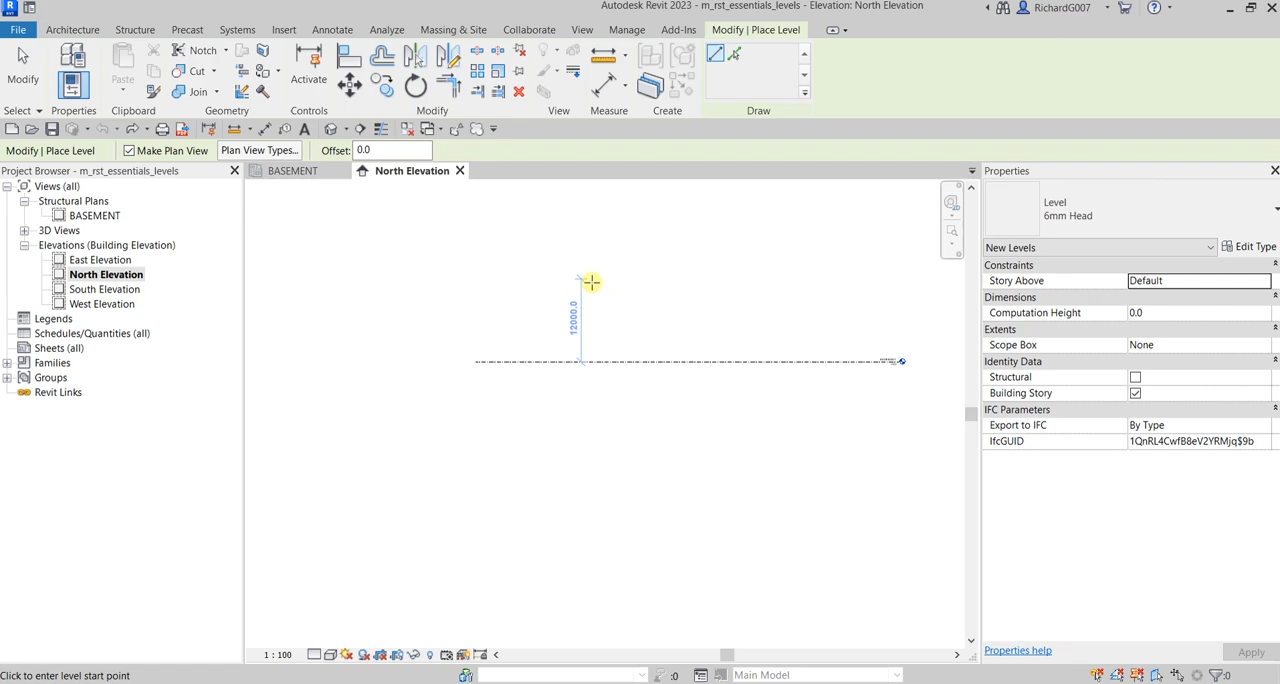 Autodesk Revit 2023 - m_rst_essentials_levels - Elevation: North Elevation
RichardG007
File Architecture Structure Precast Systems Insert Annotate Analyze Massing & Site Collaborate View Manage Add-Ins Modify | Place Level
Modify
Paste
Notch
Cut
Join
Activate
Select Properties Clipboard Geometry Controls Modify View Measure Create Draw
Modify | Place Level Make Plan View Plan View Types... Offset: 0.0
Project Browser - m_rst_essentials_levels
BASEMENT
North Elevation
Properties
Views (all)
Structural Plans
BASEMENT
3D Views
Elevations (Building Elevation)
East Elevation
North Elevation
South Elevation
West Elevation
Legends
Schedules/Quantities (all)
Sheets (all)
Families
Groups
Revit Links
2D
12000.0
Level
6mm Head
New Levels Edit Type
Constraints
Story Above Default
Dimensions
Computation Height 0.0
Extents
Scope Box None
Identity Data
Structural
Building Story
IFC Parameters
Export to IFC By Type
IfcGUID 1QnRL4CwfB8eV2YRMjq$9b
Properties help Apply
1 : 100
Click to enter level start point
:0
Main Model
:0